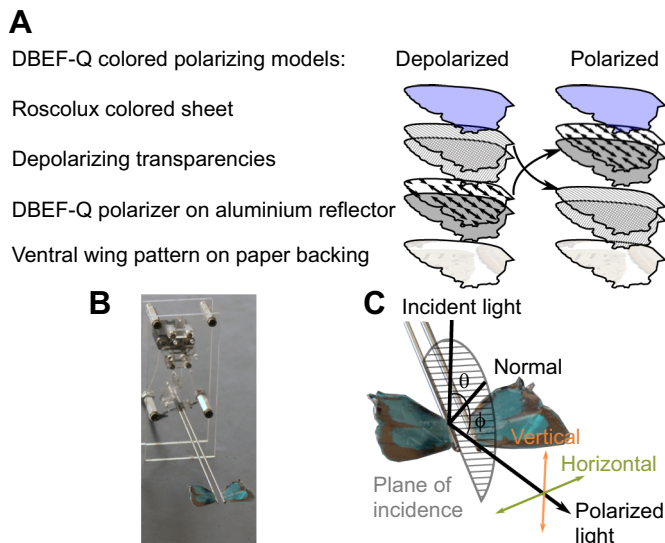 A
DBEF-Q colored polarizing models: Depolarized Polarized
Roscolux colored sheet
Depolarizing transparencies
DBEF-Q polarizer on aluminium reflector
Ventral wing pattern on paper backing
B
C
Incident light
Normal
θ
ϕ
Vertical
Horizontal
Plane of
incidence
Polarized
light